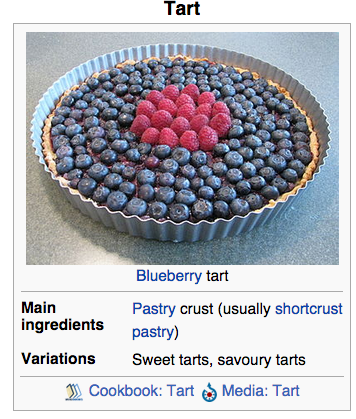 Tart
Blueberry tart
Main ingredients
Pastry crust (usually shortcrust pastry)
Variations
Sweet tarts, savoury tarts
Cookbook: Tart Media: Tart